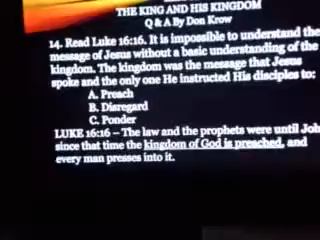 THE KING AND HIS KINGDOM
Q & A By Don Krow
14. Read Luke 16:16. It is impossible to understand the
message of Jesus without a basic understanding of the
kingdom. The kingdom was the message that Jesus
spoke and the only one He instructed His disciples to:
A. Preach
B. Disregard
C. Ponder
LUKE 16:16 – The law and the prophets were until Joh
since that time the kingdom of God is preached, and
every man presses into it.